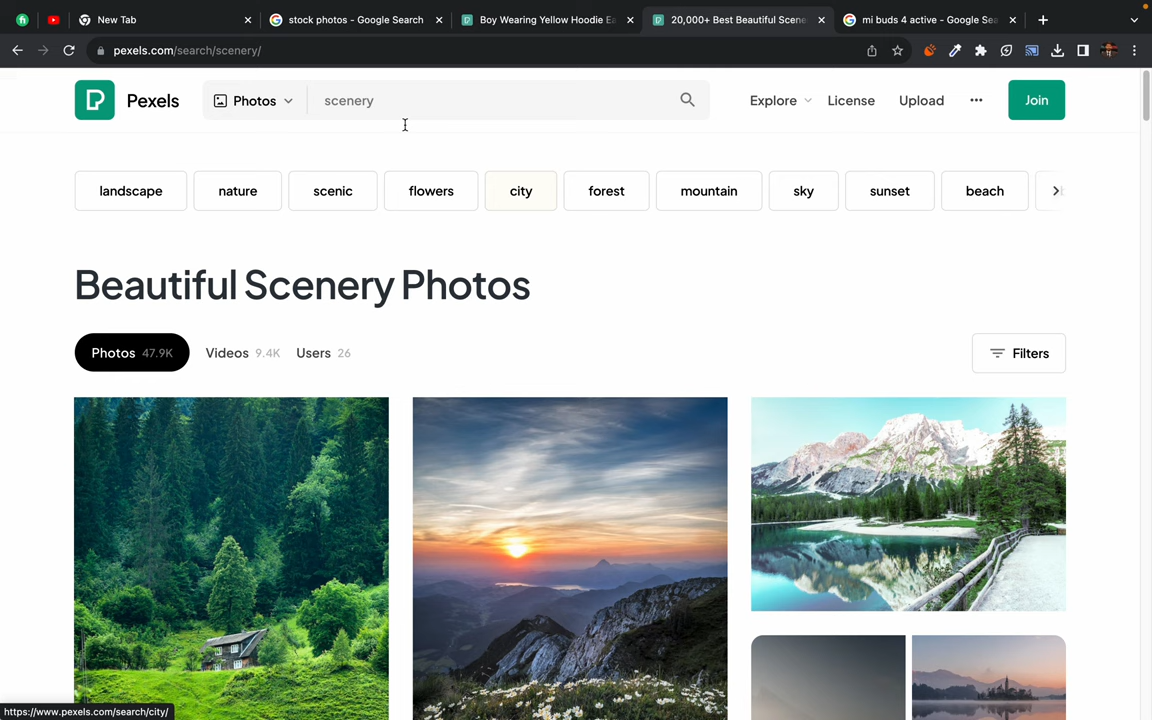 New Tab
stock photos - Google Search
Boy Wearing Yellow Hoodie Ea
20,000+ Best Beautiful Scene
mi buds 4 active - Google Sea
pexels.com/search/scenery/
Pexels
Photos
scenery
Explore
License
Upload
Join
landscape
nature
scenic
flowers
city
forest
mountain
sky
sunset
beach
Beautiful Scenery Photos
Photos 47.9K
Videos 9.4K
Users 26
Filters
https://www.pexels.com/search/city/